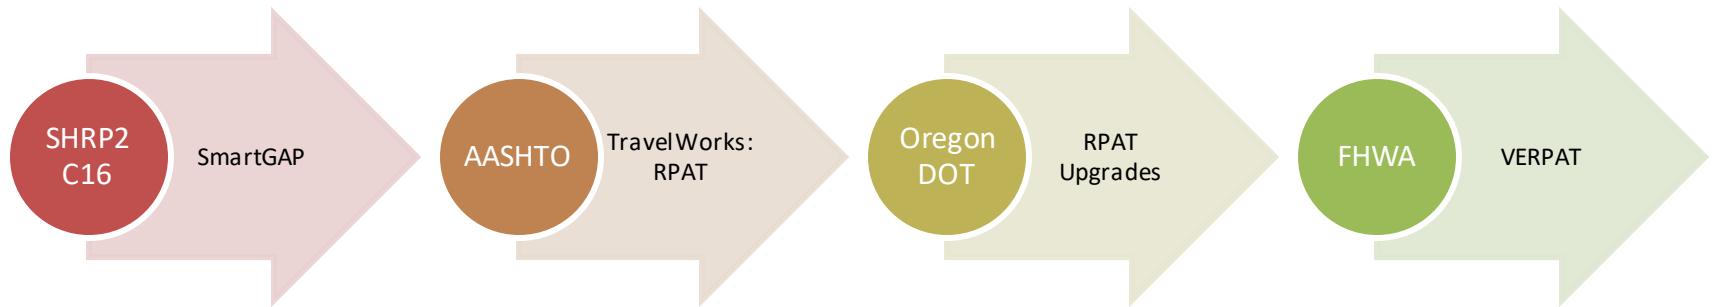 SHRP2
C16
SmartGAP
AASHTO
TravelWorks:
RPAT
Oregon
DOT
RPAT
Upgrades
FHWA
VERPAT